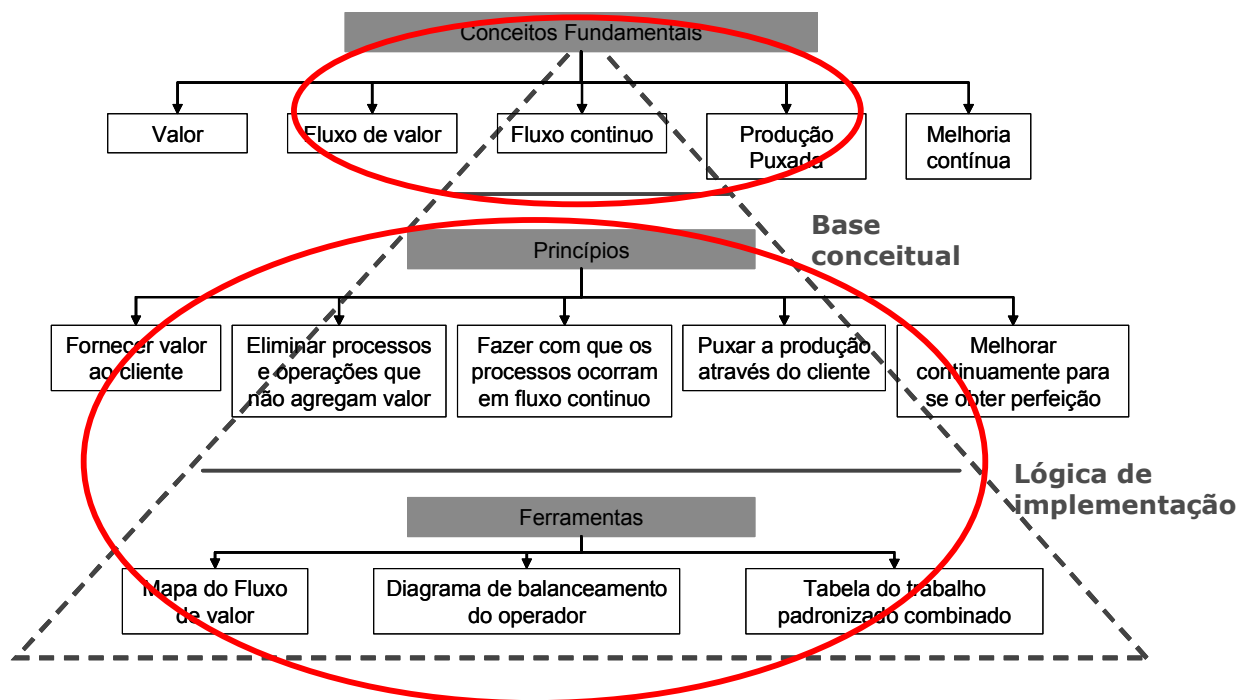 Conceitos Fundamentais
Valor
Fluxo de valor
Fluxo continuo
Produção
Puxada
Melhoria
contínua
Base
conceitual
Princípios
Fornecer valor
ao cliente
Eliminar processos
e operações que
não agregam valor
Fazer com que os
processos ocorram
em fluxo continuo
Puxar a produção
através do cliente
Melhorar
continuamente para
se obter perfeição
Lógica de
implementação
Ferramentas
Mapa do Fluxo
de valor
Diagrama de balanceamento
do operador
Tabela do trabalho
padronizado combinado